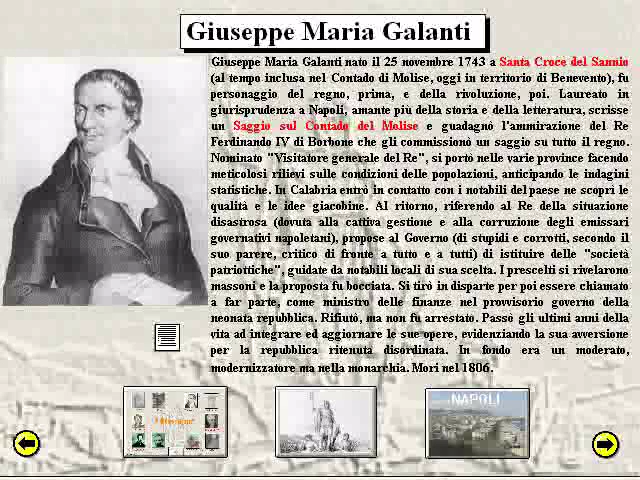 Giuseppe Maria Galanti
Giuseppe Maria Galanti nato il 25 novembre 1743 a Santa Croce del Sannio
(al tempo inclusa nel Contado di Molise, oggi in territorio di Benevento), fu
personaggio del regno, prima, e della rivoluzione, poi. Laureato in
giurisprudenza a Napoli, amante più della storia e della letteratura, scrisse
un Saggio sul Contado del Molise e guadagnò l'ammirazione del Re
Ferdinando IV di Borbone che gli commissionò un saggio su tutto il regno.
Nominato "Visitatore generale del Re", si portò nelle varie province facendo
meticolosi rilievi sulle condizioni delle popolazioni, anticipando le indagini
statistiche. In Calabria entrò in contatto con i notabili del paese ne scoprì le
qualità e le idee giacobine. Al ritorno, riferendo al Re della situazione
disastrosa (dovuta alla cattiva gestione e alla corruzione degli emissari
governativi napoletani), propose al Governo (di stupidi e corrotti, secondo il
suo parere, critico di fronte a tutto e a tutti) di istituire delle "società
patriottiche", guidate da notabili locali di sua scelta. I prescelti si rivelarono
massoni e la proposta fu bocciata. Si tirò in disparte per poi essere chiamato
a far parte, come ministro delle finanze nel provvisorio governo della
neonata repubblica. Rifiutò, ma non fu arrestato. Passò gli ultimi anni della
vita ad integrare ed aggiornare le sue opere, evidenziando la sua avversione
per la repubblica ritenuta disordinata. In fondo era un moderato,
modernizzatore ma nella monarchia. Morì nel 1806.
NAPOLI